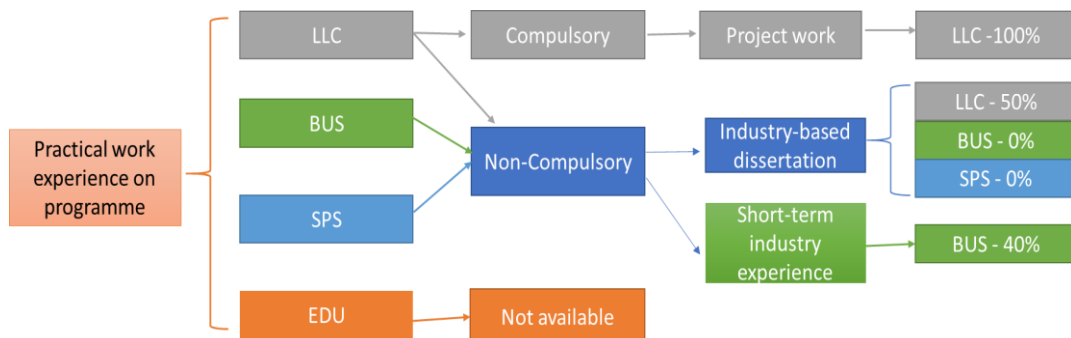 LLC
Compulsory
Project work
LLC -100%
BUS
Non-Compulsory
Industry-based
dissertation
LLC - 50%
BUS - 0%
SPS - 0%
Practical work
experience on
programme
SPS
Short-term
industry
experience
BUS - 40%
EDU
Not available